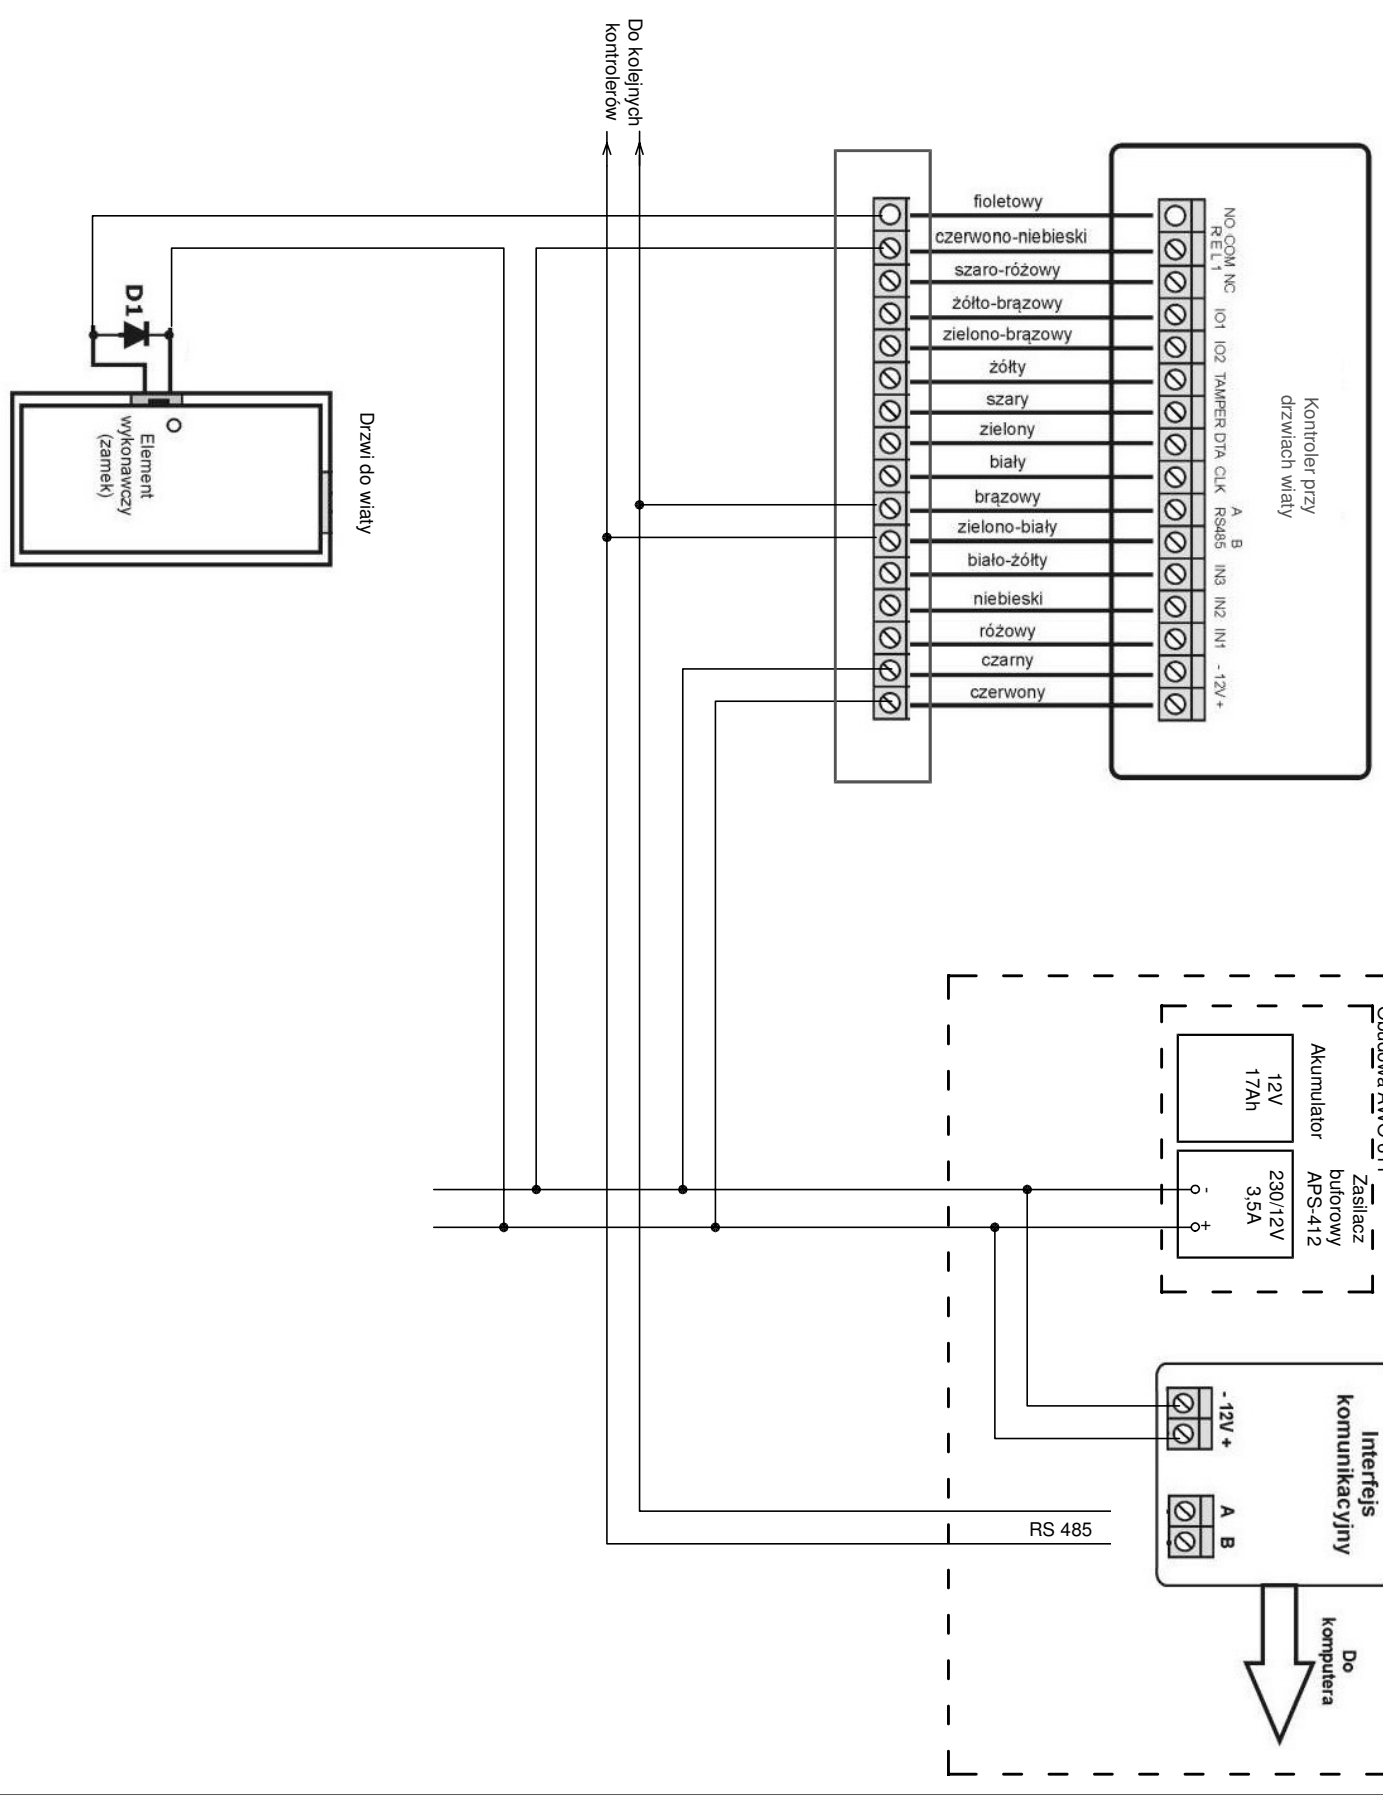 Do kolejnych
kontrolerów
fioletowy
czerwono-niebieski
szaro-różowy
żółto-brązowy
zielono-brązowy
żółty
szary
zielony
biały
brązowy
zielono-biały
biało-żółty
niebieski
różowy
czarny
czerwony
NO COM NC
REL1
IO1
IO2
TAMPER
DTA
CLK
A B
RS485
IN3
IN2
IN1
- 12V +
Kontroler przy
drzwiach wiaty
D1
Element
wykonawczy
(zamek)
Drzwi do wiaty
Akumulator
12V
17Ah
Zasilacz
buforowy
APS-412
230/12V
3,5A
-
+
Interfejs
komunikacyjny
- 12V +
A B
RS 485
Do
komputera